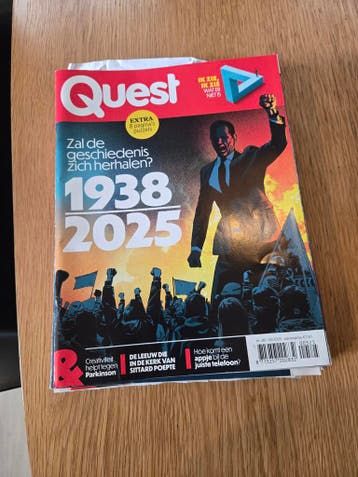 Quest
IK ZIE,
IK ZIE
WAT ER
NIET IS
EXTRA
8 pagina's
puzzels
Zal de
geschiedenis
zich herhalen?
1938
2025
&
Creativiteit
helpt tegen
Parkinson
DE LEEUW DIE
IN DE KERK VAN
SITTARD POEPTE
Hoe komt een
appje bij de
juiste telefoon?